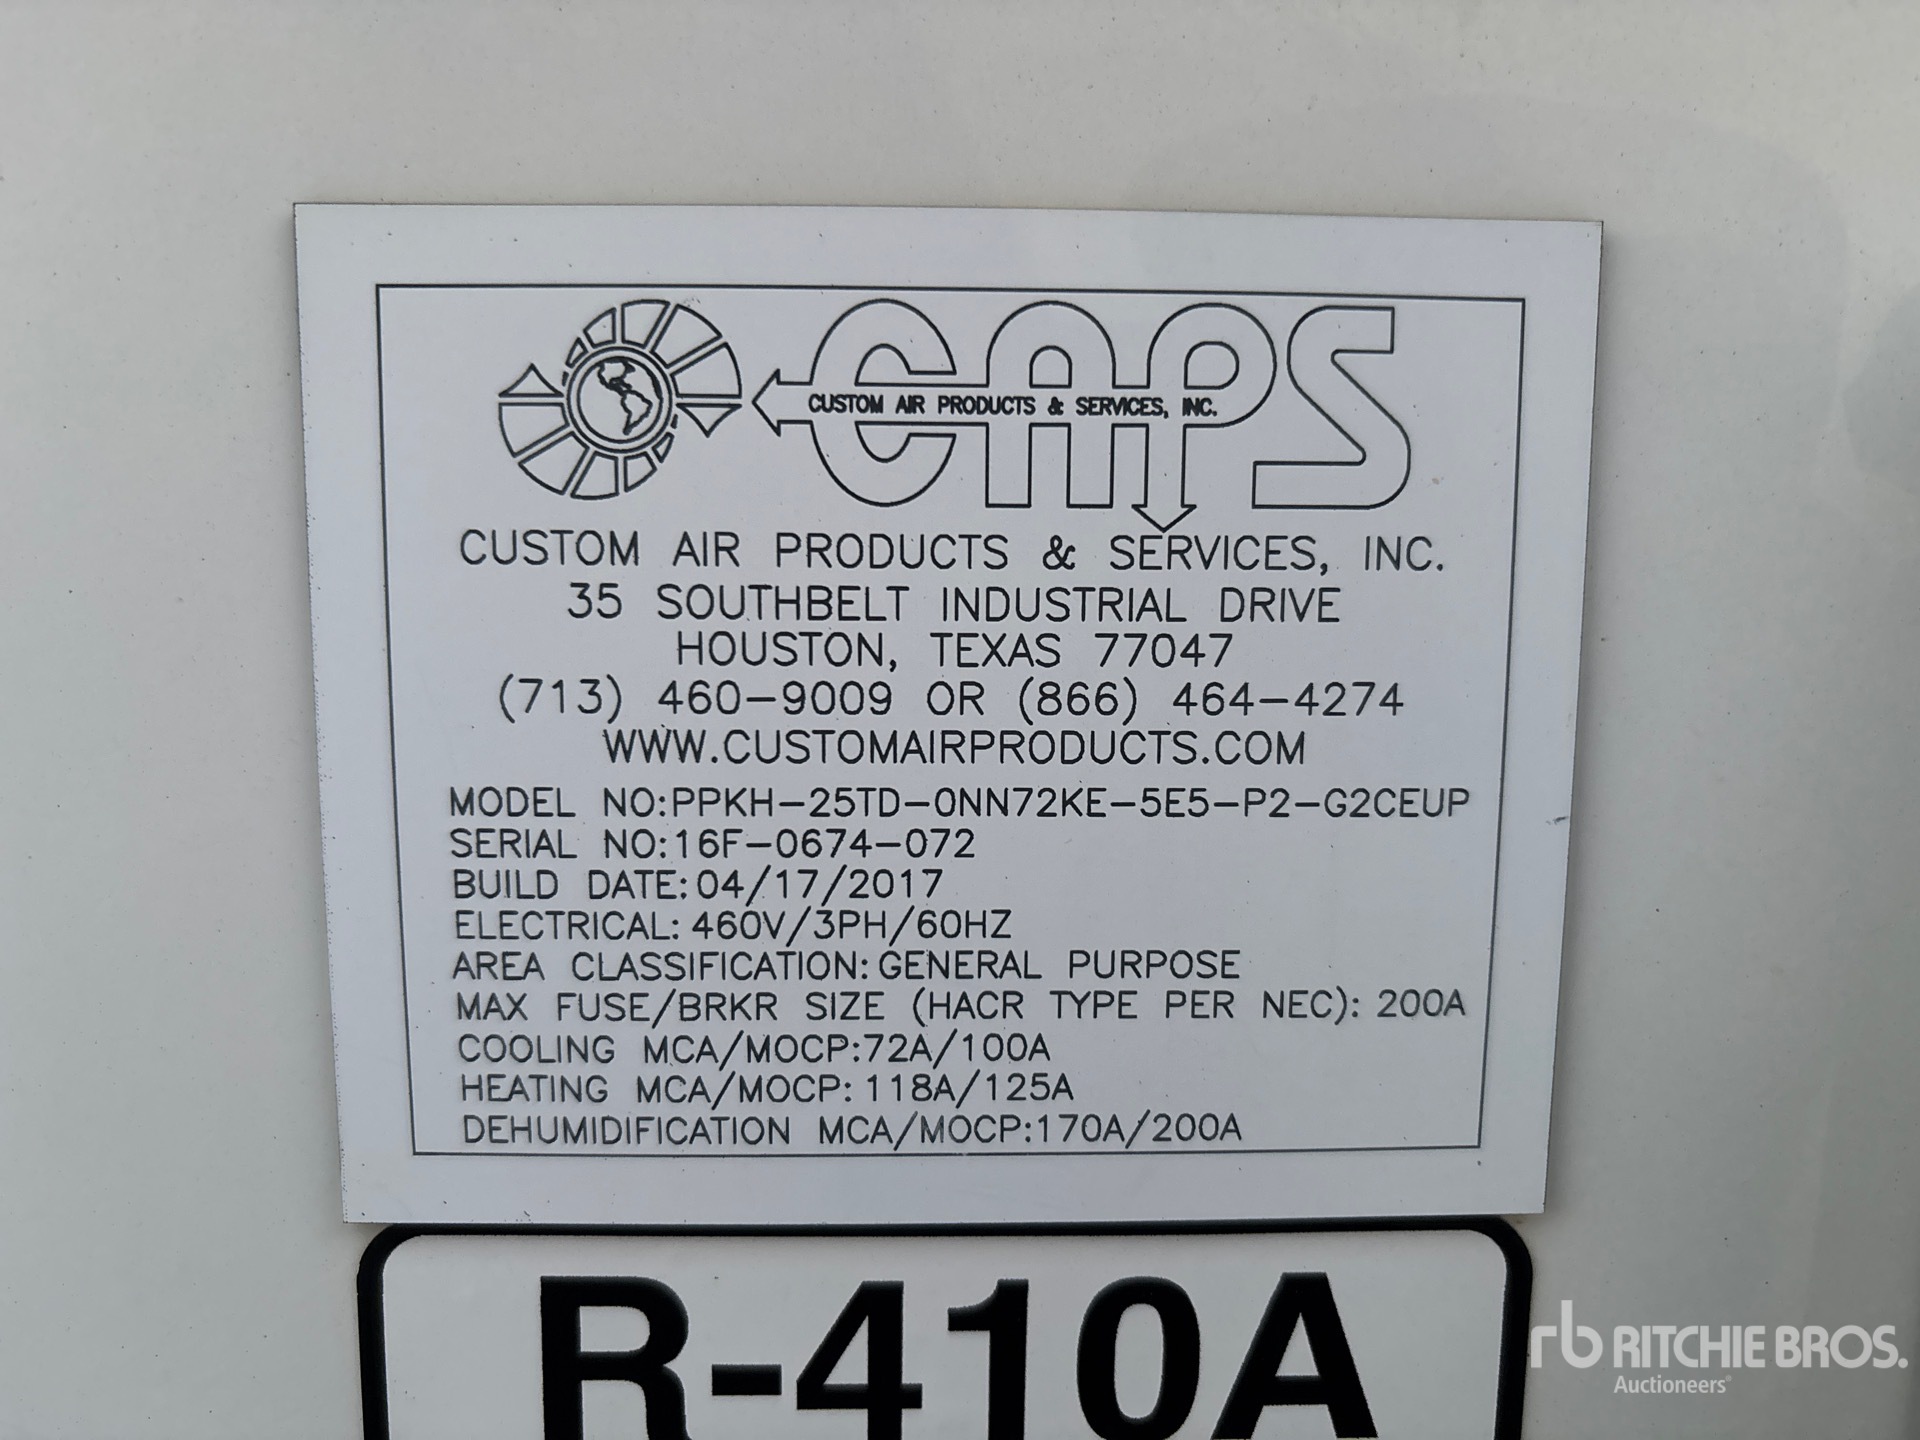 CAPS
CUSTOM AIR PRODUCTS & SERVICES, INC.
CUSTOM AIR PRODUCTS & SERVICES, INC.
35 SOUTHBELT INDUSTRIAL DRIVE
HOUSTON, TEXAS 77047
(713) 460-9009 OR (866) 464-4274
WWW.CUSTOMAIRPRODUCTS.COM
MODEL NO:PPKH-25TD-0NN72KE-5E5-P2-G2CEUP
SERIAL NO:16F-0674-072
BUILD DATE:04/17/2017
ELECTRICAL:460V/3PH/60HZ
AREA CLASSIFICATION:GENERAL PURPOSE
MAX FUSE/BRKR SIZE (HACR TYPE PER NEC): 200A
COOLING MCA/MOCP:72A/100A
HEATING MCA/MOCP: 118A/125A
DEHUMIDIFICATION MCA/MOCP:170A/200A
R-410A
rb RITCHIE BROS.
Auctioneers